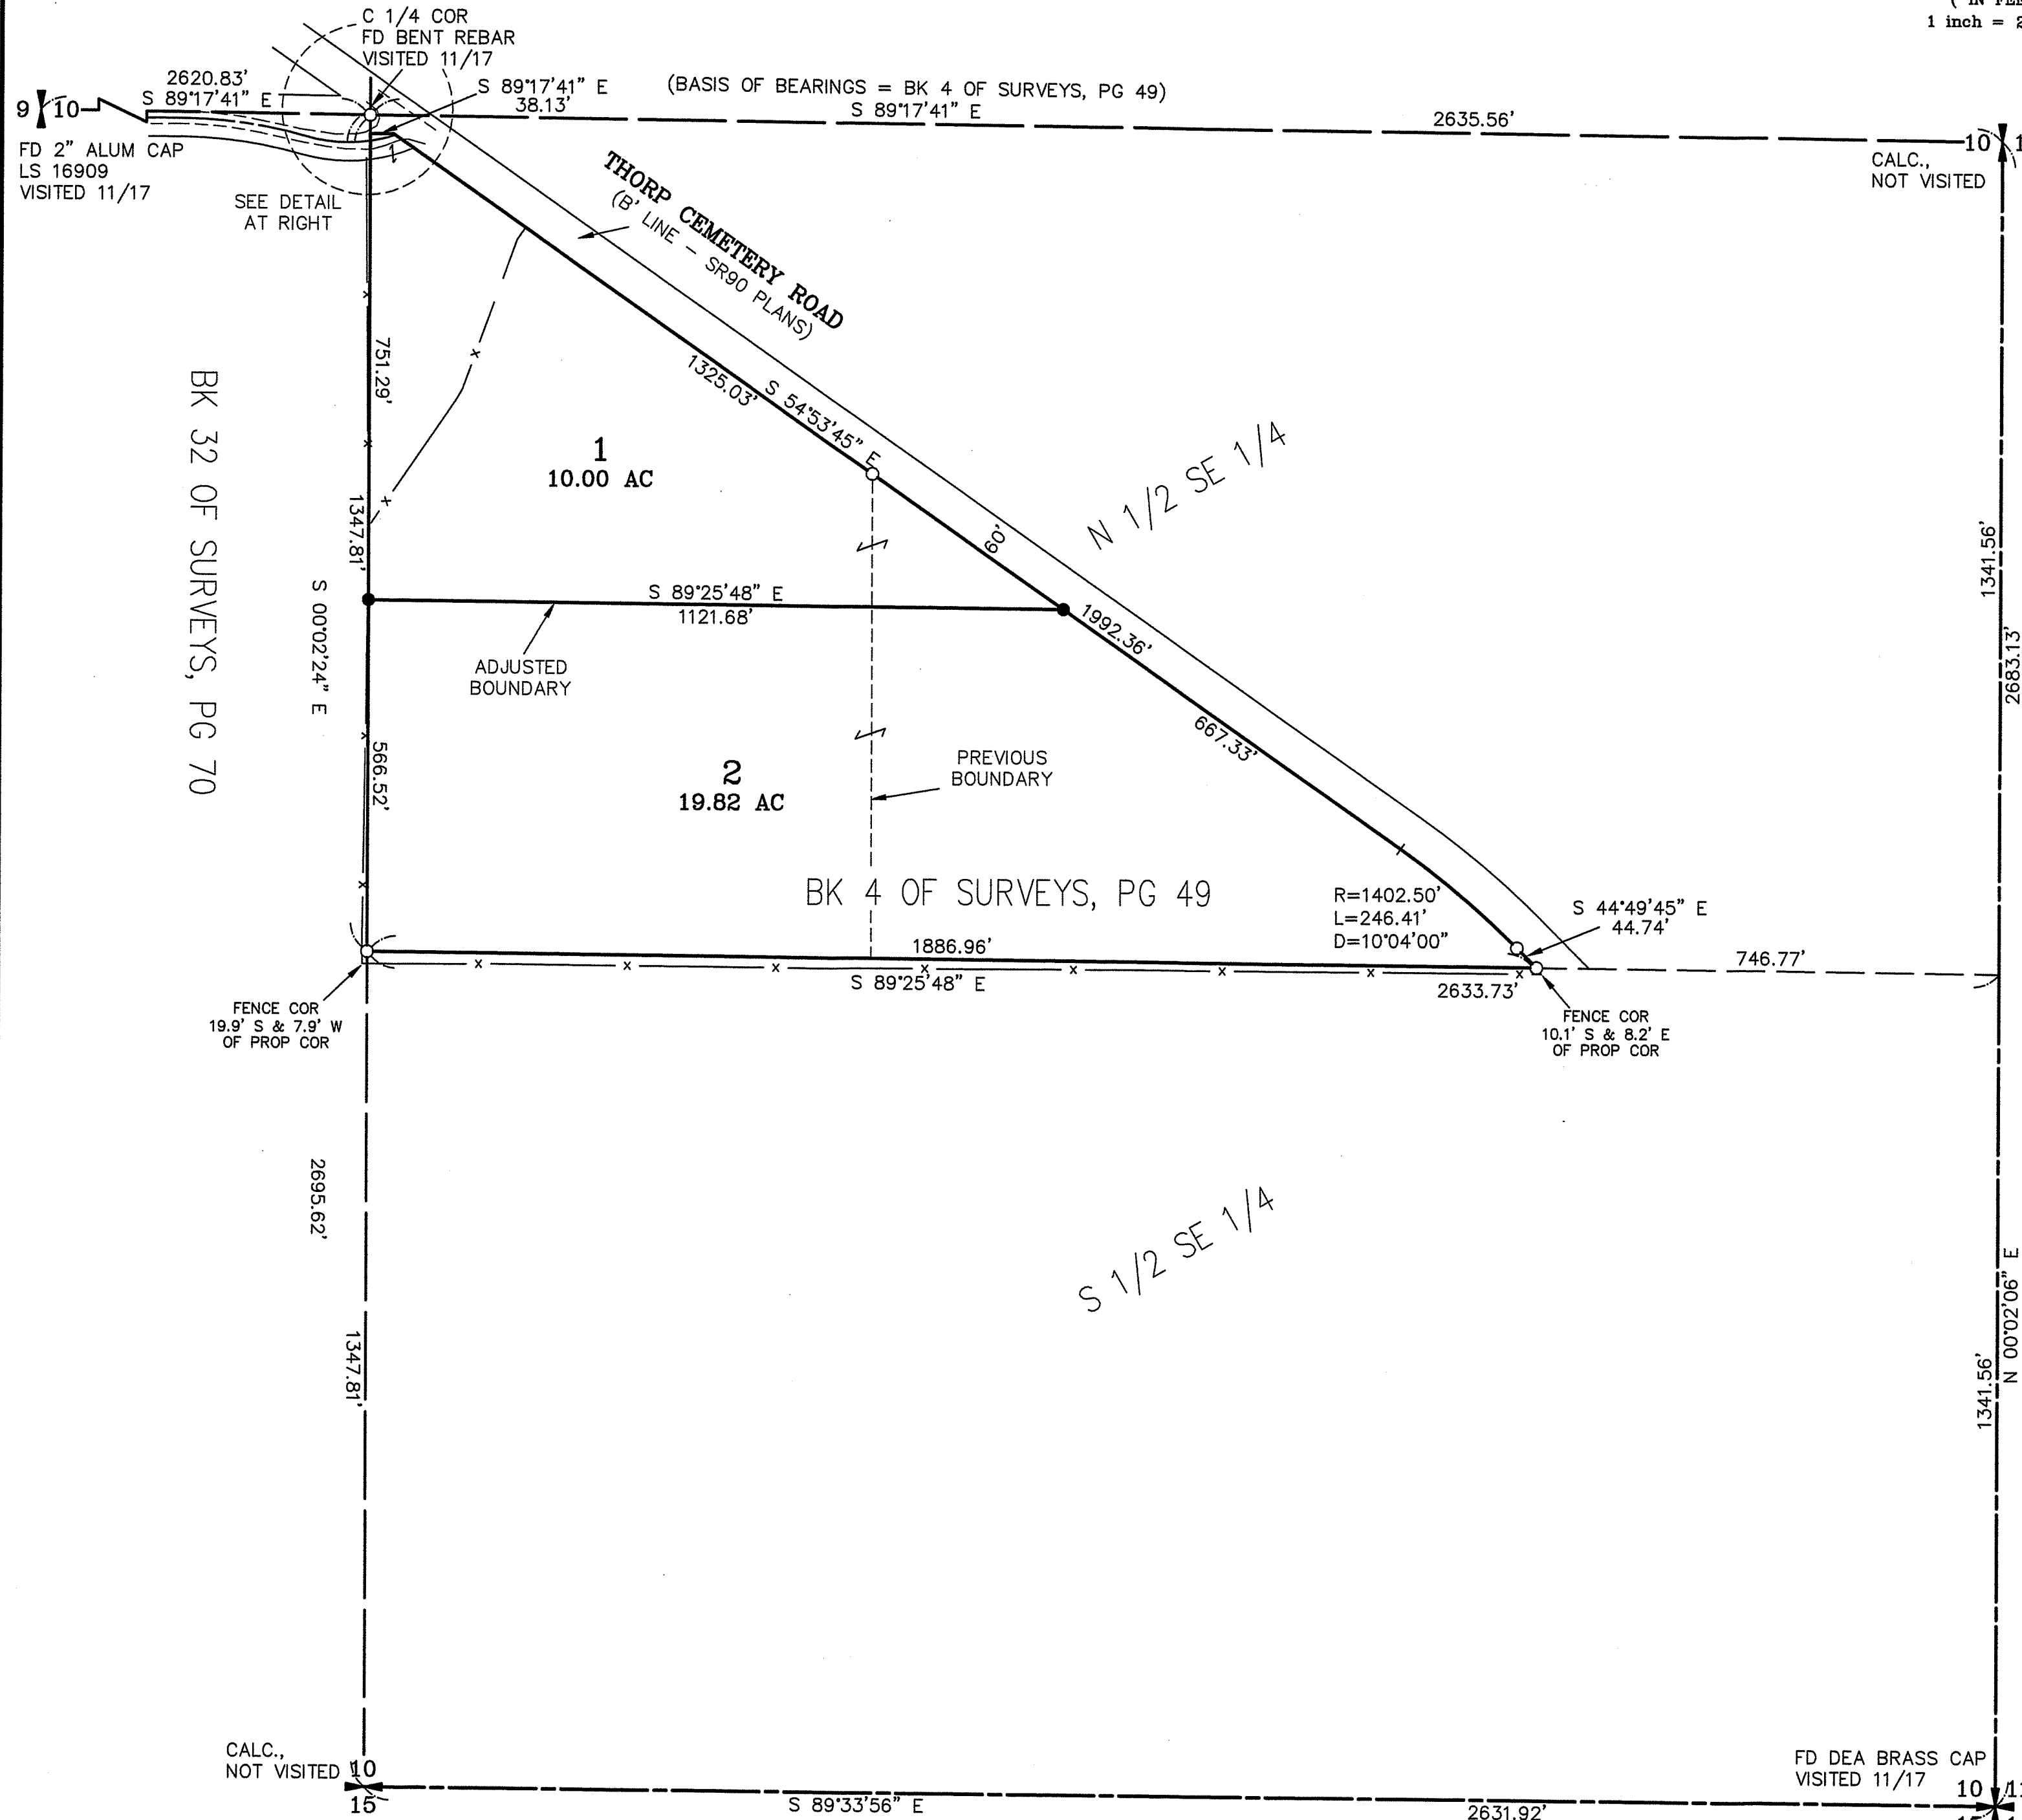 ( IN FEE
1 inch = 2
C 1/4 COR
FD BENT REBAR
VISITED 11/17
2620.83'
S 89°17'41" E
S 89°17'41" E
38.13'
(BASIS OF BEARINGS = BK 4 OF SURVEYS, PG 49)
S 89°17'41" E
2635.56'
9 10
FD 2" ALUM CAP
LS 16909
VISITED 11/17
10 1
CALC.,
NOT VISITED
SEE DETAIL
AT RIGHT
THORP CEMETERY ROAD
(B' LINE - SR90 PLANS)
751.29'
1325.03'
S 54°53'45" E
BK 32 OF SURVEYS, PG 70
1
10.00 AC
N 1/2 SE 1/4
1347.81'
60'
1341.56'
S 00°02'24" E
S 89°25'48" E
1121.68'
1992.36'
2683.13'
ADJUSTED
BOUNDARY
667.33'
566.52'
2
19.82 AC
PREVIOUS
BOUNDARY
BK 4 OF SURVEYS, PG 49
R=1402.50'
L=246.41'
D=10°04'00"
S 44°49'45" E
44.74'
1886.96'
S 89°25'48" E
746.77'
2633.73'
FENCE COR
19.9' S & 7.9' W
OF PROP COR
FENCE COR
10.1' S & 8.2' E
OF PROP COR
2695.62'
S 1/2 SE 1/4
1347.81'
N 00°02'06" E
1341.56'
CALC.,
NOT VISITED
10
15
S 89°33'56" E
2631.92'
FD DEA BRASS CAP
VISITED 11/17
10 11